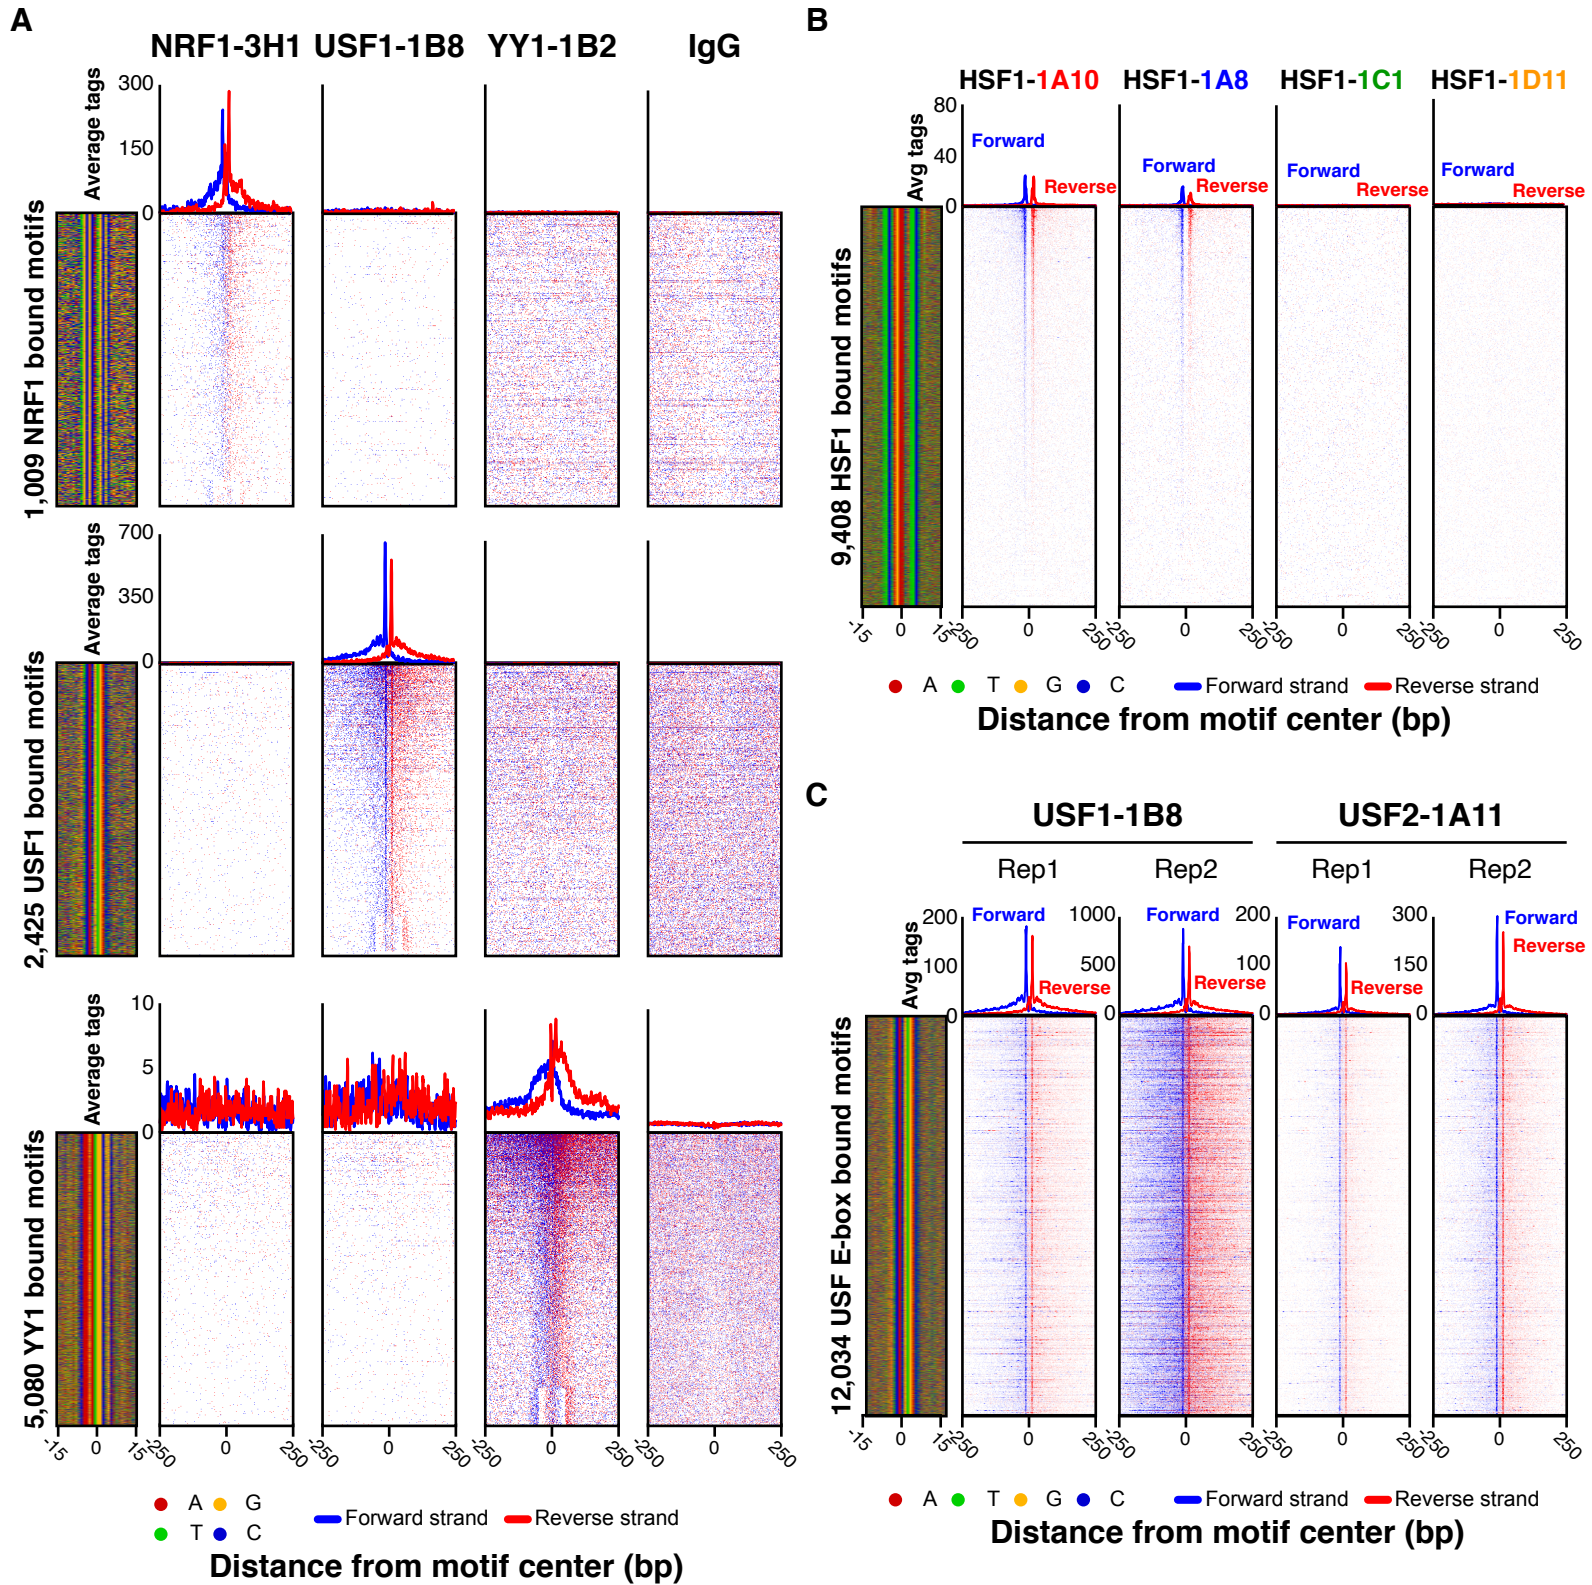 A
NRF1-3H1 USF1-1B8 YY1-1B2 IgG
Average tags
300
150
0
1,009 NRF1 bound motifs
Average tags
700
350
0
2,425 USF1 bound motifs
Average tags
10
5
0
5,080 YY1 bound motifs
-15 0 15 -250 0 250 -250 0 250 -250 0 250 -250 0 250
A G
T C
Forward strand Reverse strand
Distance from motif center (bp)
B
HSF1-1A10 HSF1-1A8 HSF1-1C1 HSF1-1D11
Avg tags
80
40
0
Forward Reverse Forward Reverse Forward Reverse Forward Reverse
9,408 HSF1 bound motifs
-15 0 15 -250 0 250 -250 0 250 -250 0 250 -250 0 250
A T G C Forward strand Reverse strand
Distance from motif center (bp)
C
USF1-1B8 USF2-1A11
Rep1 Rep2 Rep1 Rep2
Avg tags
200 1000 200 300
100 500 100 150
0 0 0 0
Forward Reverse Forward Reverse Forward Reverse Forward Reverse
12,034 USF E-box bound motifs
-15 0 15 -250 0 250 -250 0 250 -250 0 250 -250 0 250
A T G C Forward strand Reverse strand
Distance from motif center (bp)